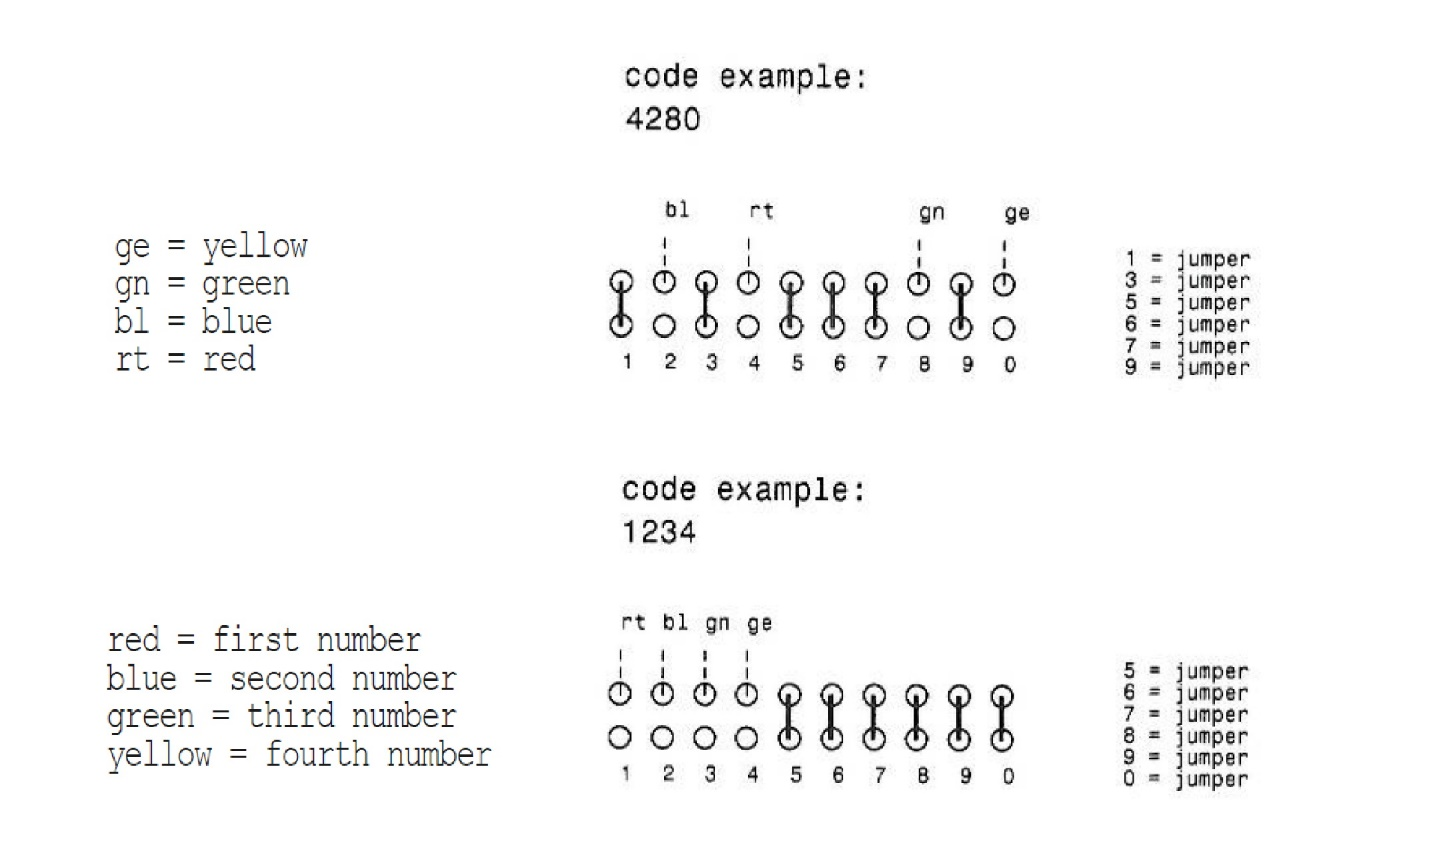 code example:
4280
bl rt gn ge
ge = yellow
gn = green
bl = blue
rt = red
1 2 3 4 5 6 7 8 9 0
1 = jumper
3 = jumper
5 = jumper
6 = jumper
7 = jumper
9 = jumper
code example:
1234
rt bl gn ge
red = first number
blue = second number
green = third number
yellow = fourth number
1 2 3 4 5 6 7 8 9 0
5 = jumper
6 = jumper
7 = jumper
8 = jumper
9 = jumper
0 = jumper